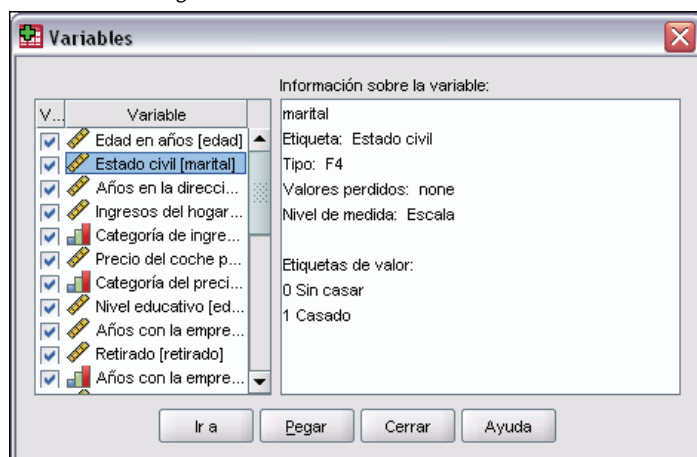 Variables
Información sobre la variable:
V... Variable
Edad en años [edad]
Estado civil [marital]
Años en la direcci...
Ingresos del hogar...
Categoría de ingre...
Precio del coche p...
Categoría del preci...
Nivel educativo [ed...
Años con la empre...
Retirado [retirado]
Años con la empre...
marital
Etiqueta: Estado civil
Tipo: F4
Valores perdidos: none
Nivel de medida: Escala
Etiquetas de valor:
0 Sin casar
1 Casado
Ir a Pegar Cerrar Ayuda